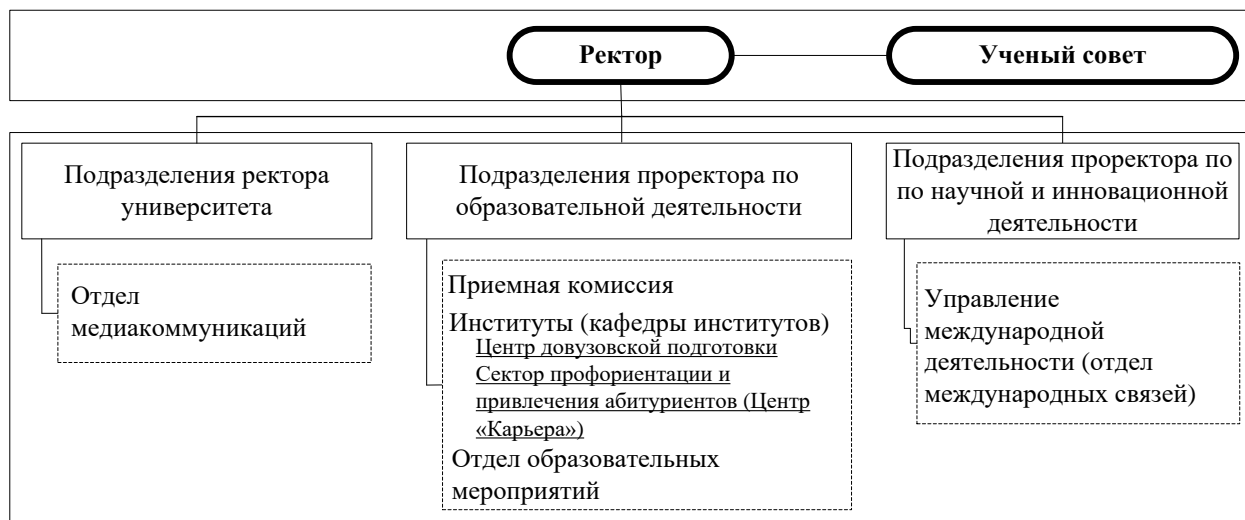 Ректор
Ученый совет
Подразделения ректора
университета
Подразделения проректора по
образовательной деятельности
Подразделения проректора по
по научной и инновационной
деятельности
Отдел
медиакоммуникаций
Приемная комиссия
Институты (кафедры институтов)
Центр довузовской подготовки
Сектор профориентации и
привлечения абитуриентов (Центр
«Карьера»)
Отдел образовательных
мероприятий
Управление
международной
деятельности (отдел
международных связей)